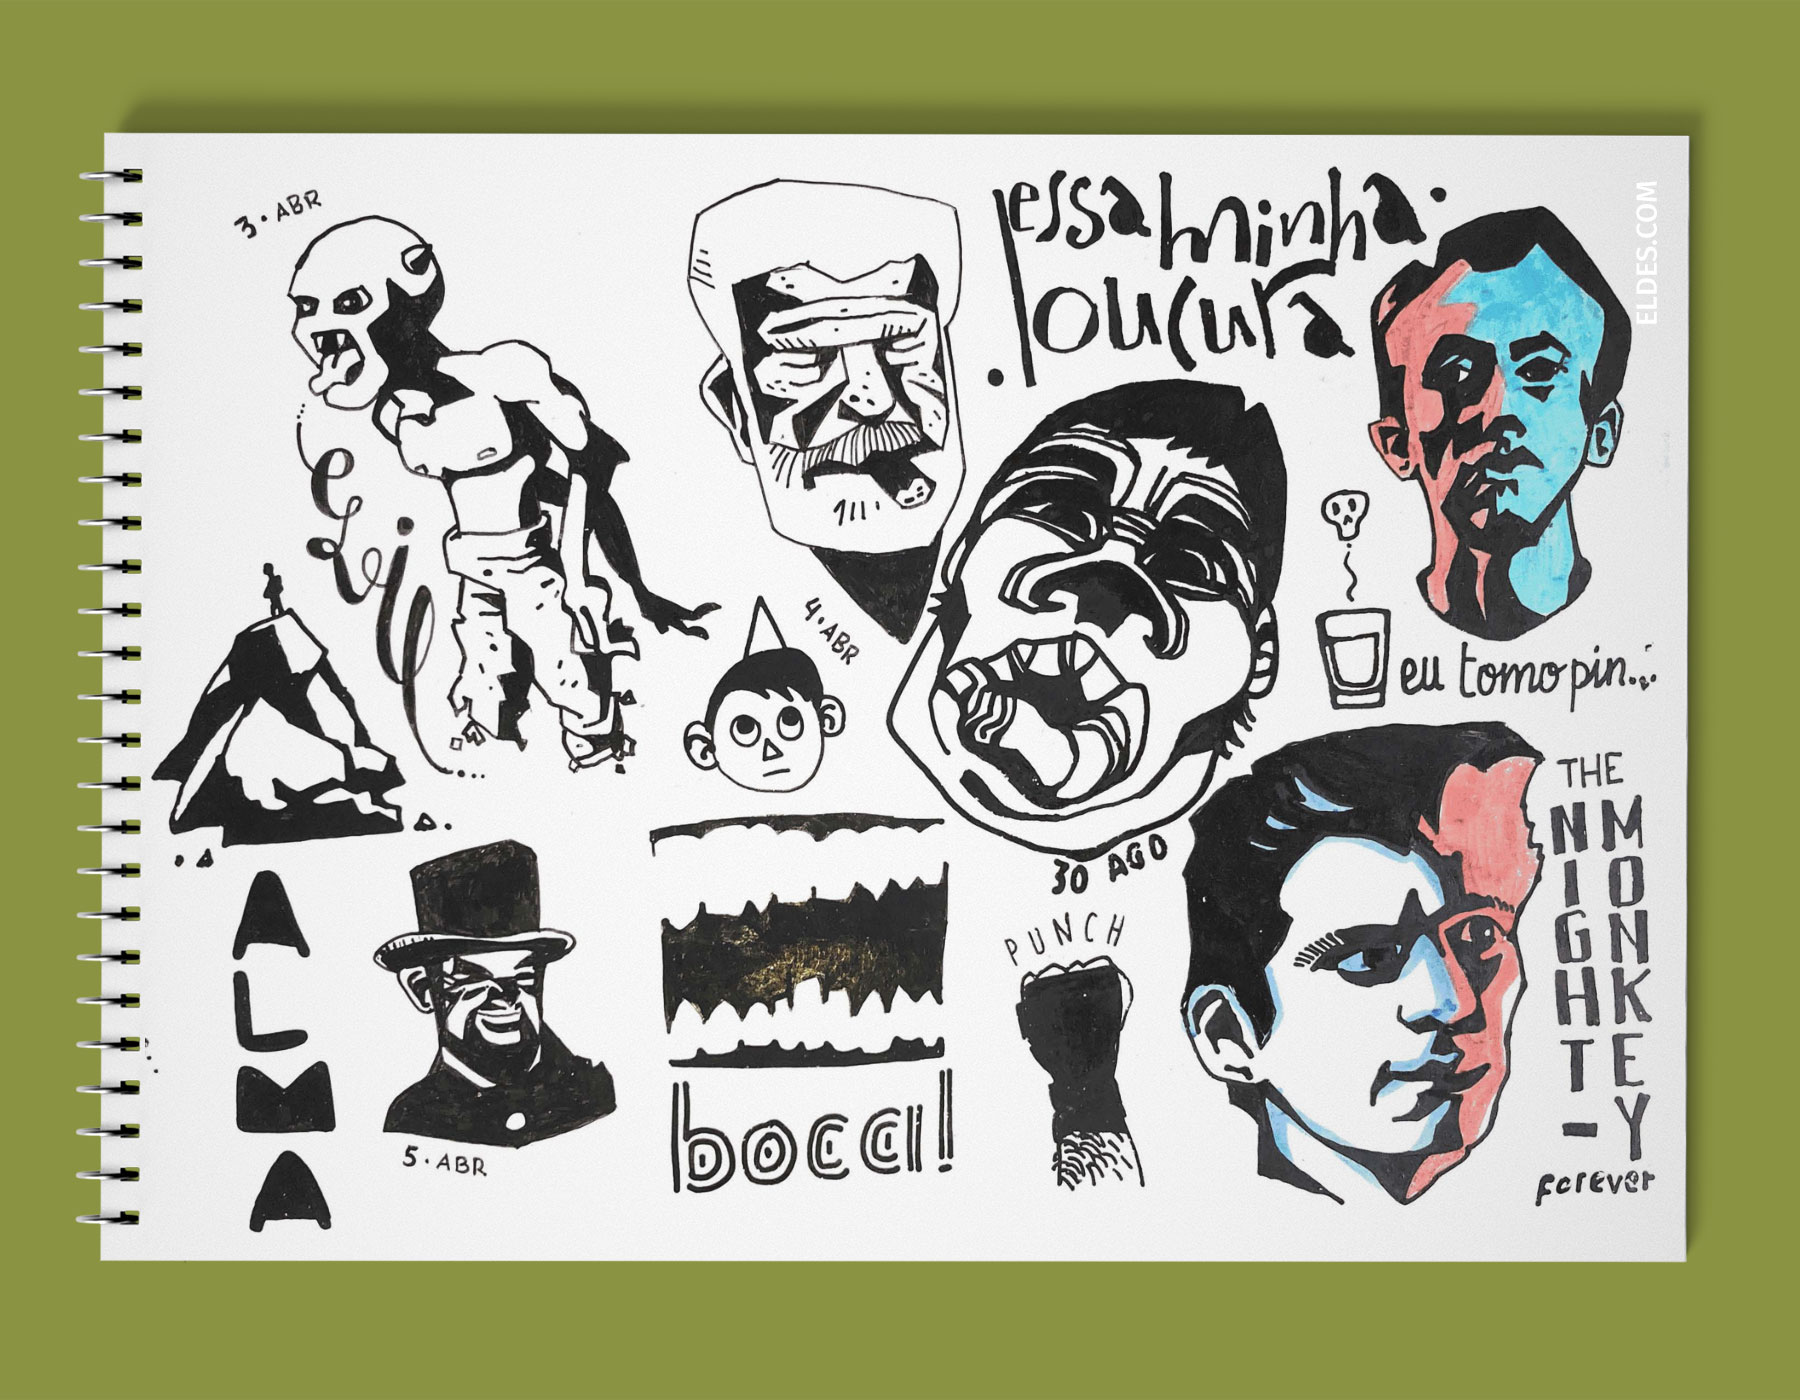 3·ABR
essa minha
loucura
ELDES.COM
evil
4·ABR
eu tomo pin...
THE
NIGHT-
MONKEY
forever
30 AGO
PUNCH
ALMA
5·ABR
bocca!